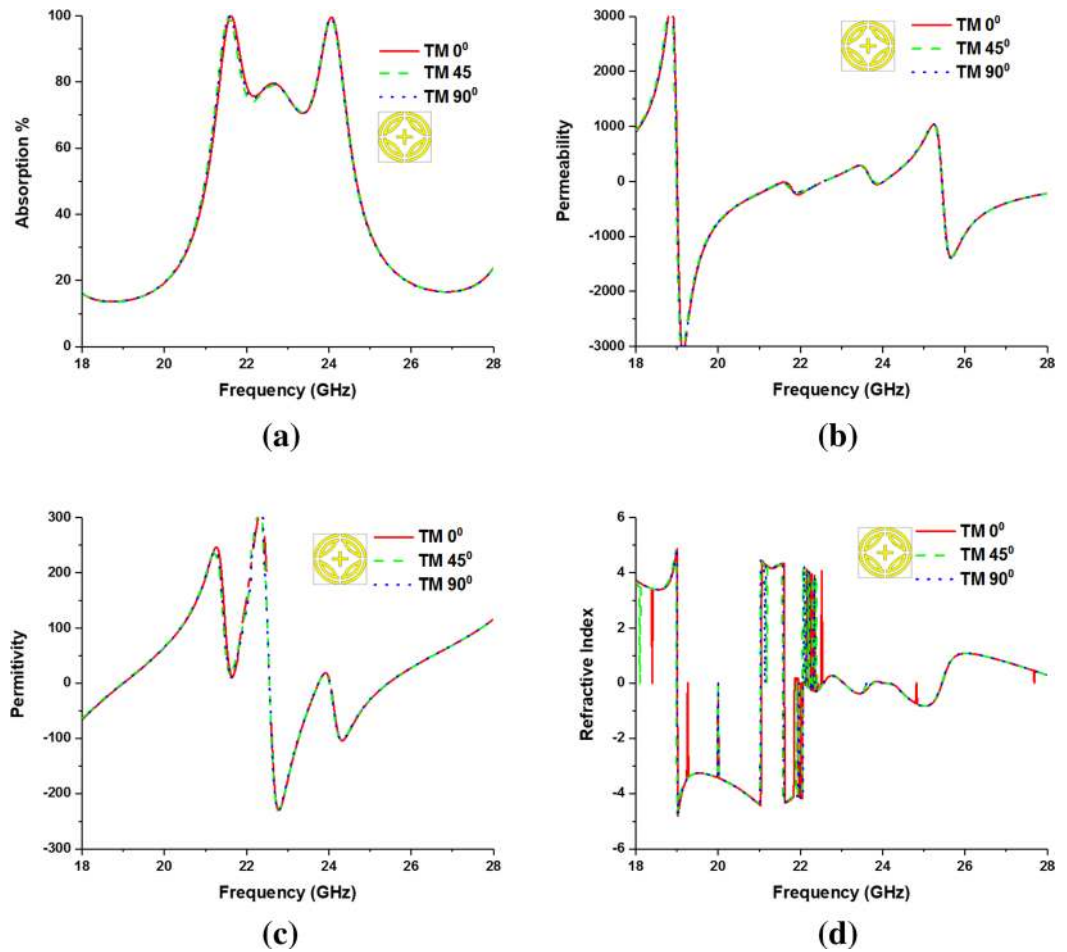 100
80
60
40
20
0
Absorption %
18 20 22 24 26 28
Frequency (GHz)
TM 0⁰
TM 45
TM 90⁰
(a)
3000
2000
1000
0
-1000
-2000
-3000
Permeability
18 20 22 24 26 28
Frequency (GHz)
TM 0⁰
TM 45⁰
TM 90⁰
(b)
300
200
100
0
-100
-200
-300
Permitivity
18 20 22 24 26 28
Frequency (GHz)
TM 0⁰
TM 45⁰
TM 90⁰
(c)
6
4
2
0
-2
-4
-6
Refractive Index
18 20 22 24 26 28
Frequency (GHz)
TM 0⁰
TM 45⁰
TM 90⁰
(d)